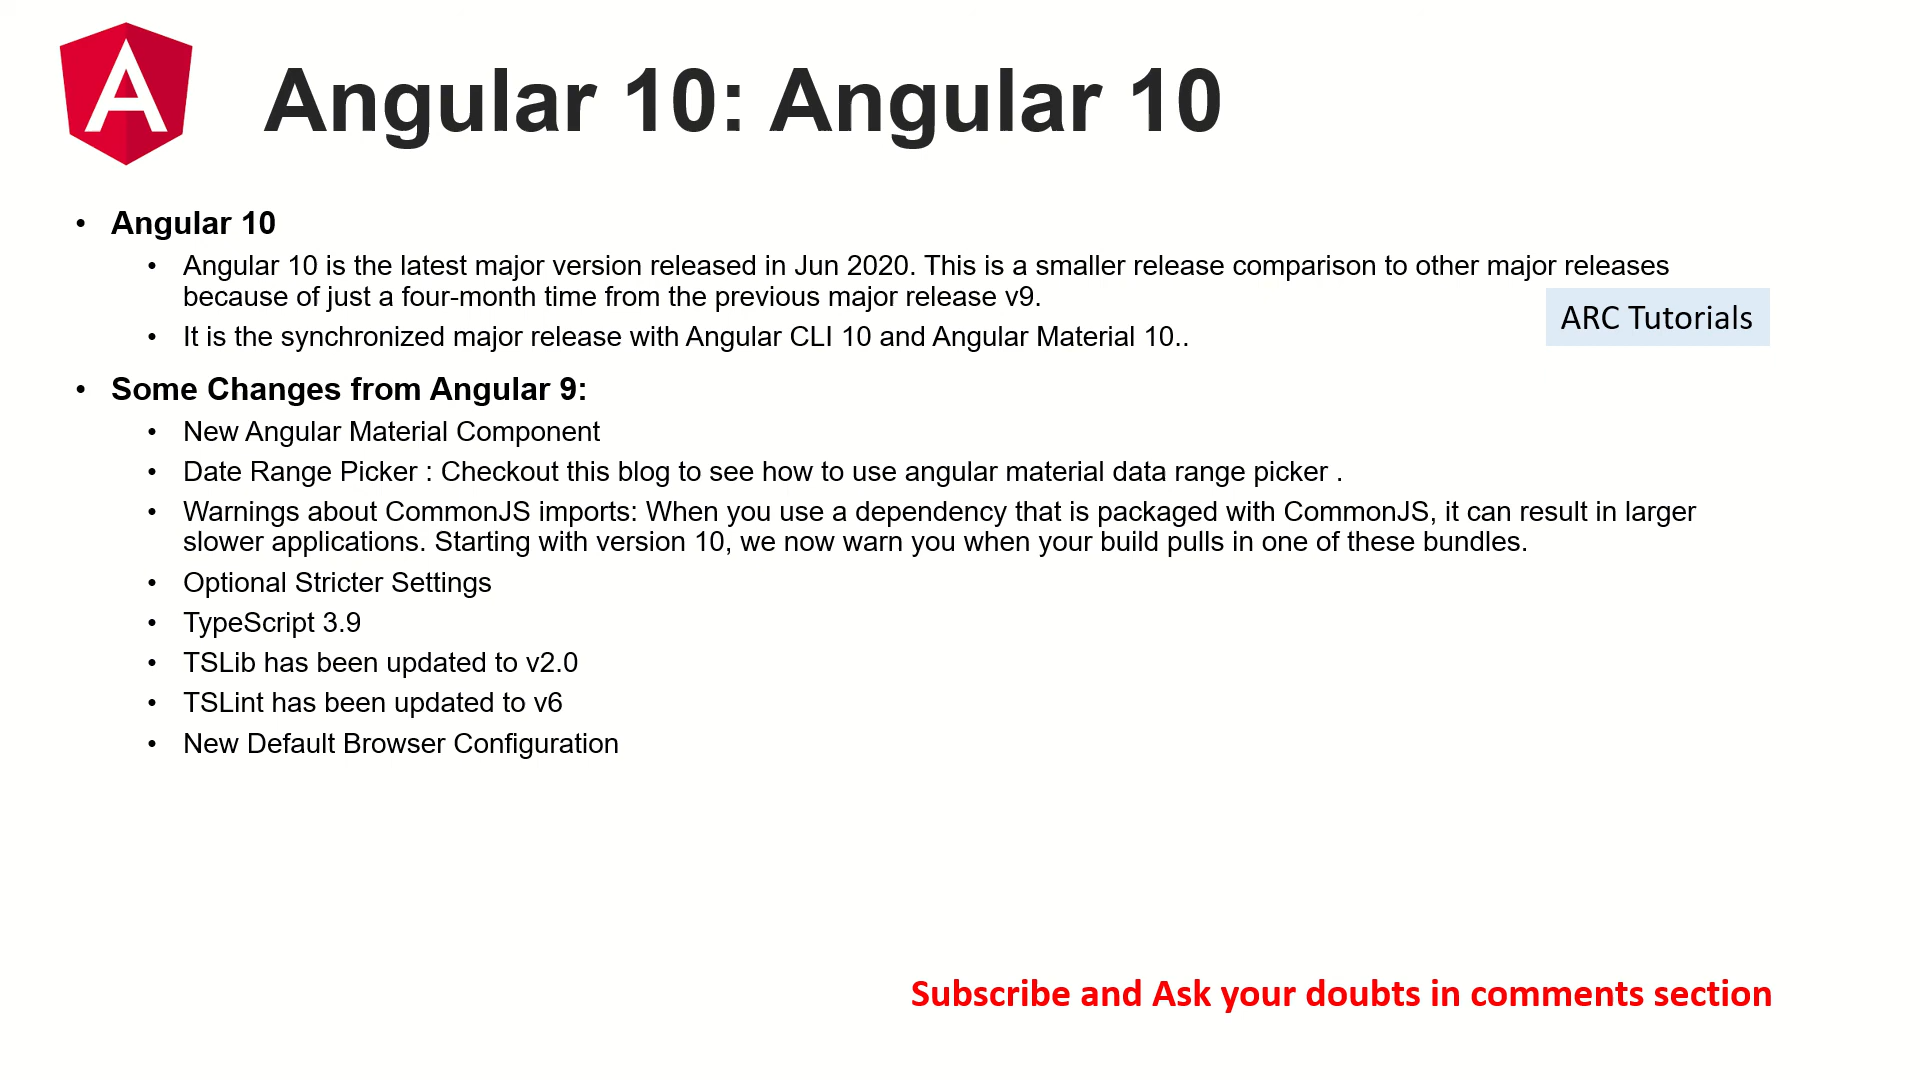 Angular 10: Angular 10
• Angular 10
• Angular 10 is the latest major version released in Jun 2020. This is a smaller release comparison to other major releases
because of just a four-month time from the previous major release v9.
ARC Tutorials
• It is the synchronized major release with Angular CLI 10 and Angular Material 10..
• Some Changes from Angular 9:
• New Angular Material Component
• Date Range Picker : Checkout this blog to see how to use angular material data range picker .
• Warnings about CommonJS imports: When you use a dependency that is packaged with CommonJS, it can result in larger
slower applications. Starting with version 10, we now warn you when your build pulls in one of these bundles.
• Optional Stricter Settings
• TypeScript 3.9
• TSLib has been updated to v2.0
• TSLint has been updated to v6
• New Default Browser Configuration
Subscribe and Ask your doubts in comments section